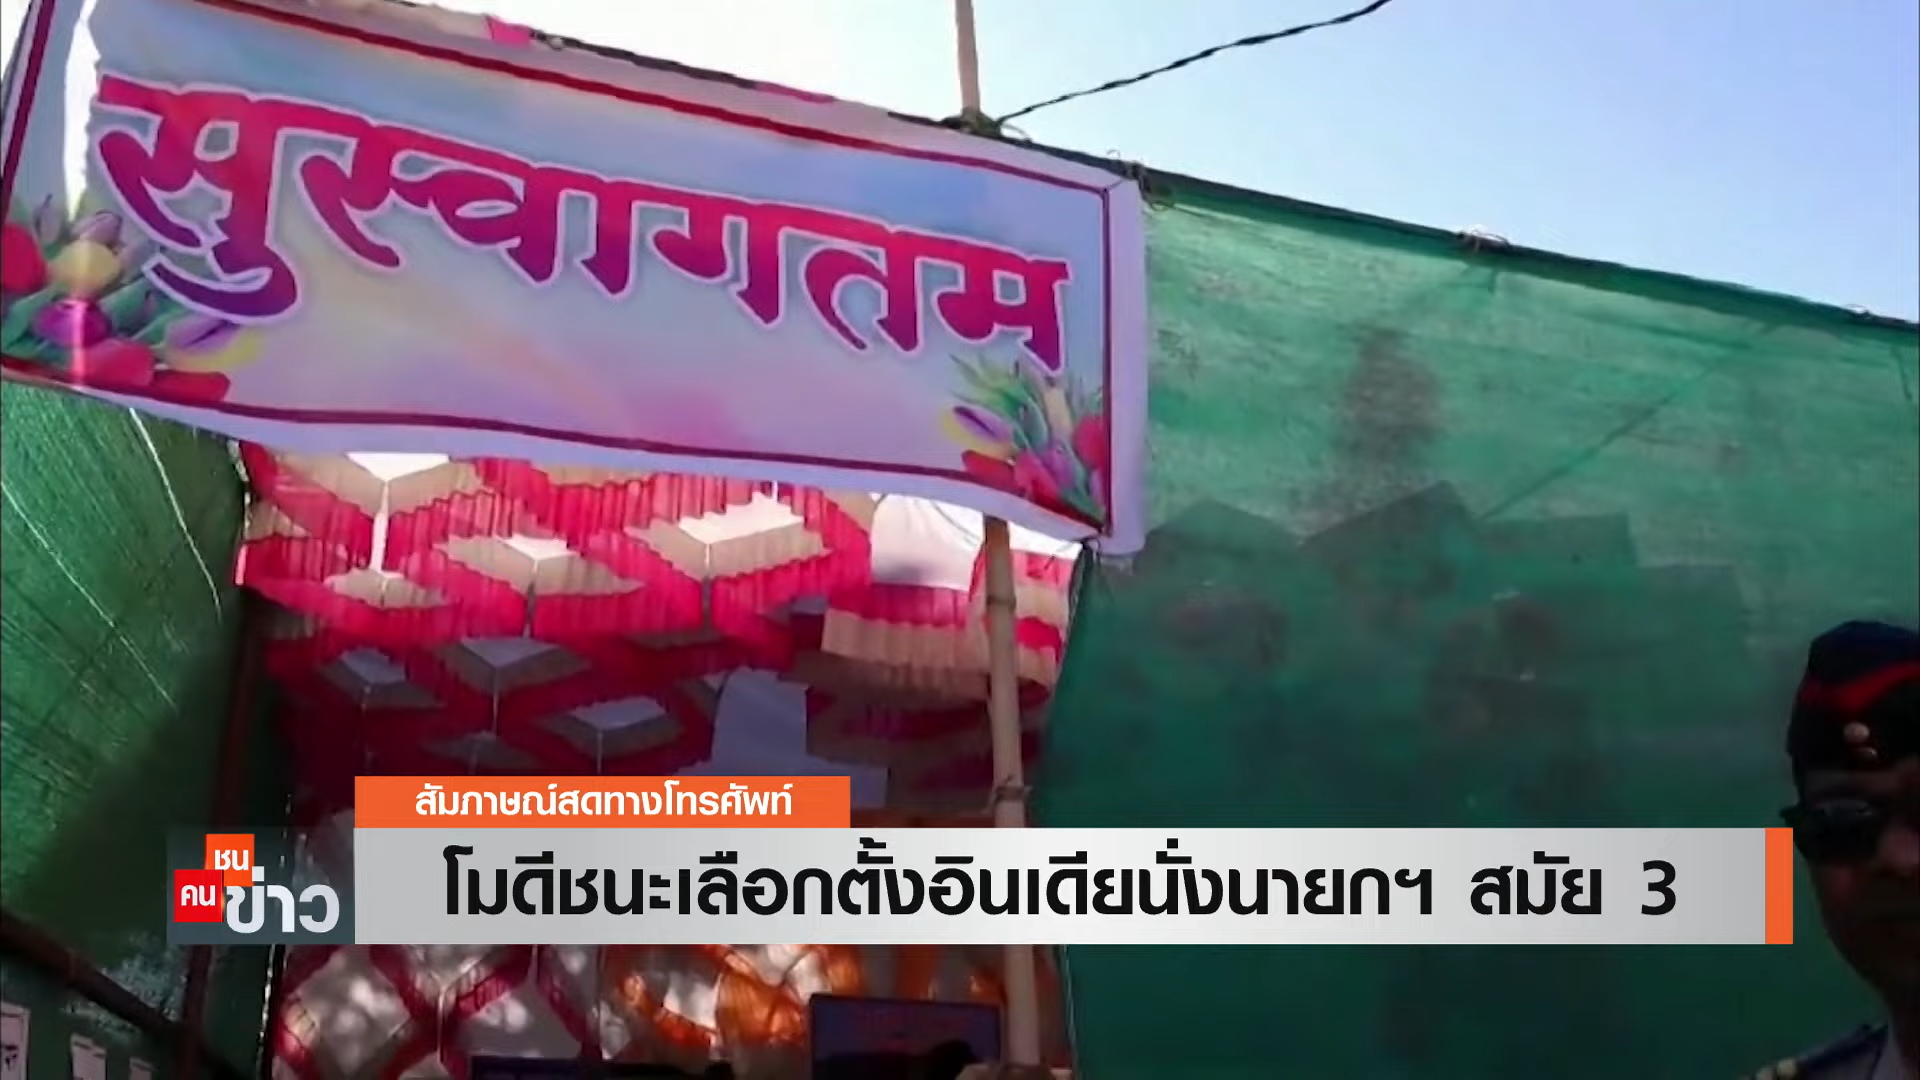 सुस्वागतम
สัมภาษณ์สดทางโทรศัพท์
ชน
คน
ข่าว
โมดีชนะเลือกตั้งอินเดียนั่งนายกฯ สมัย 3